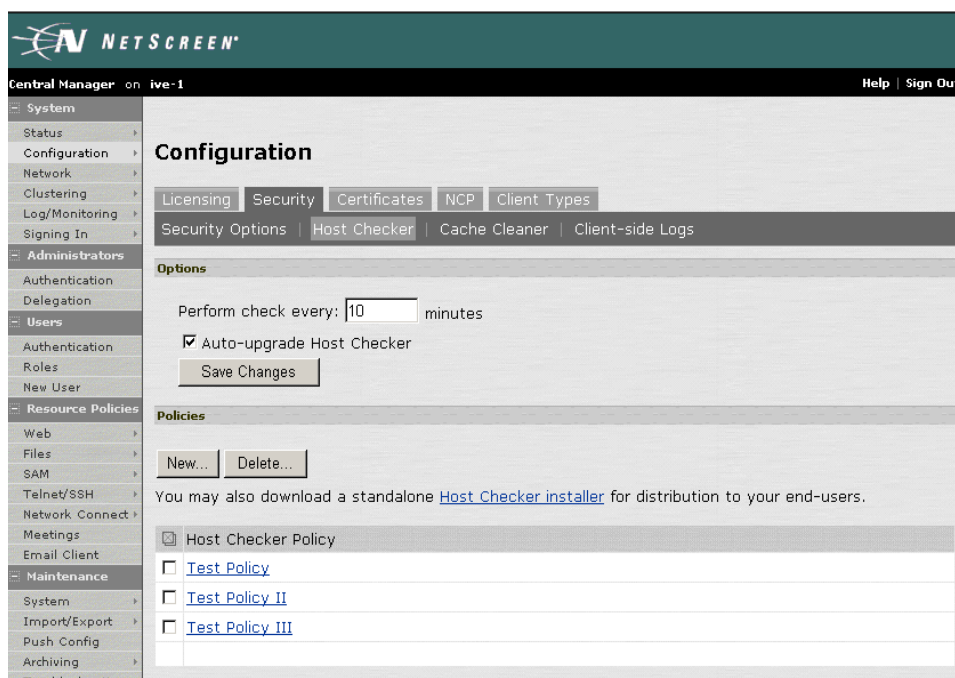 NETSCREEN
Central Manager on ive-1
Help | Sign Ou
System
Status
Configuration
Network
Clustering
Log/Monitoring
Signing In
Administrators
Authentication
Delegation
Users
Authentication
Roles
New User
Resource Policies
Web
Files
SAM
Telnet/SSH
Network Connect
Meetings
Email Client
Maintenance
System
Import/Export
Push Config
Archiving
Configuration
Licensing Security Certificates NCP Client Types
Security Options | Host Checker | Cache Cleaner | Client-side Logs
Options
Perform check every: 10 minutes
Auto-upgrade Host Checker
Save Changes
Policies
New... Delete...
You may also download a standalone Host Checker installer for distribution to your end-users.
Host Checker Policy
Test Policy
Test Policy II
Test Policy III